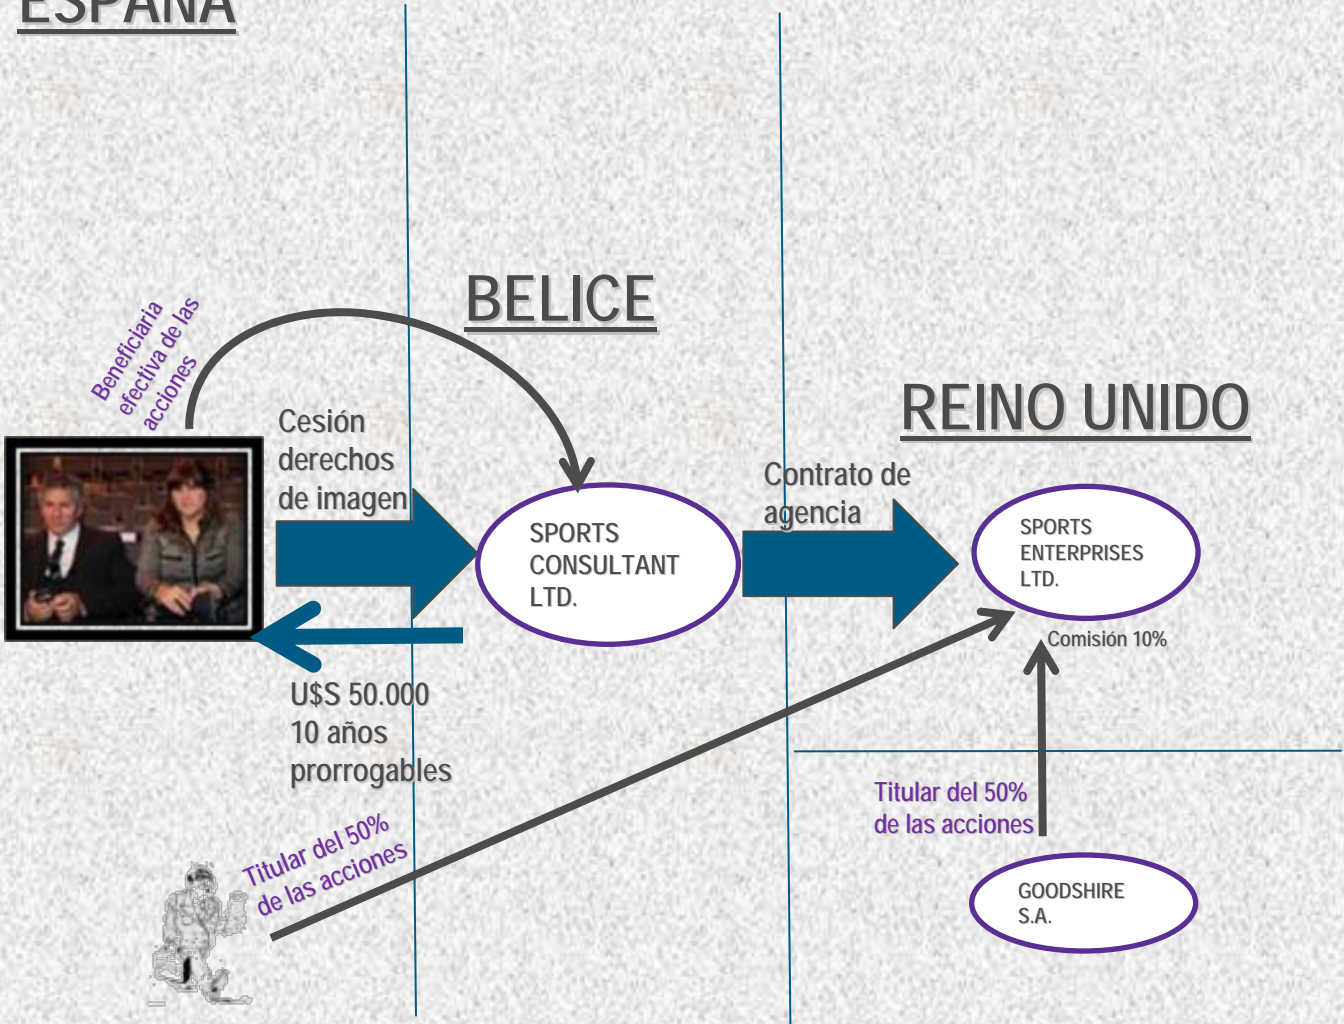 ESPAÑA
BELICE
REINO UNIDO
Beneficiaria
efectiva de las
acciones
Cesión
derechos
de imagen
SPORTS
CONSULTANT
LTD.
Contrato de
agencia
SPORTS
ENTERPRISES
LTD.
Comisión 10%
U$S 50.000
10 años
prorrogables
Titular del 50%
de las acciones
Titular del 50%
de las acciones
GOODSHIRE
S.A.